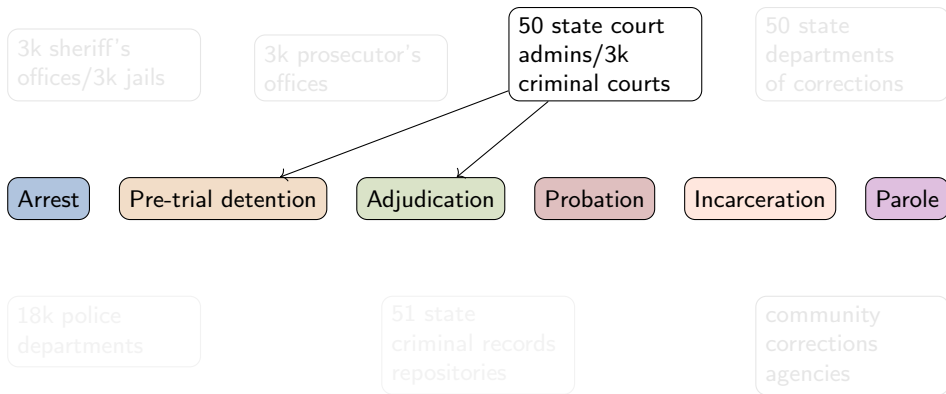 3k sheriff's
offices/3k jails
3k prosecutor's
offices
50 state court
admins/3k
criminal courts
50 state
departments
of corrections
Arrest
Pre-trial detention
Adjudication
Probation
Incarceration
Parole
18k police
departments
51 state
criminal records
repositories
community
corrections
agencies